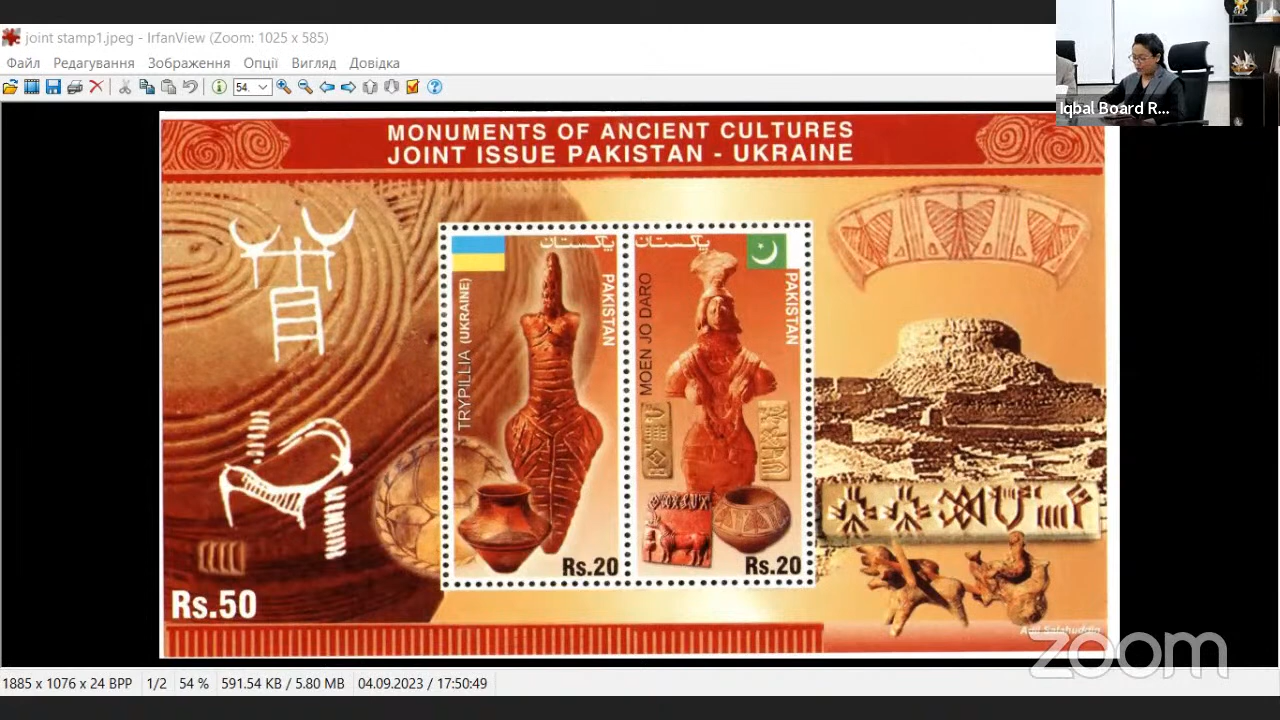 joint stamp1.jpeg - IrfanView (Zoom: 1025 x 585)
Файл Редагування Зображення Опції Вигляд Довідка
54.
Iqbal Board R...
MONUMENTS OF ANCIENT CULTURES
JOINT ISSUE PAKISTAN - UKRAINE
پاکستان
PAKISTAN
TRYPILLIA (UKRAINE)
Rs.20
پاکستان
PAKISTAN
MOEN JO DARO
Rs.20
Rs.50
Adil Salahuddin
zoom
1885 x 1076 x 24 BPP 1/2 54 % 591.54 KB / 5.80 MB 04.09.2023 / 17:50:49